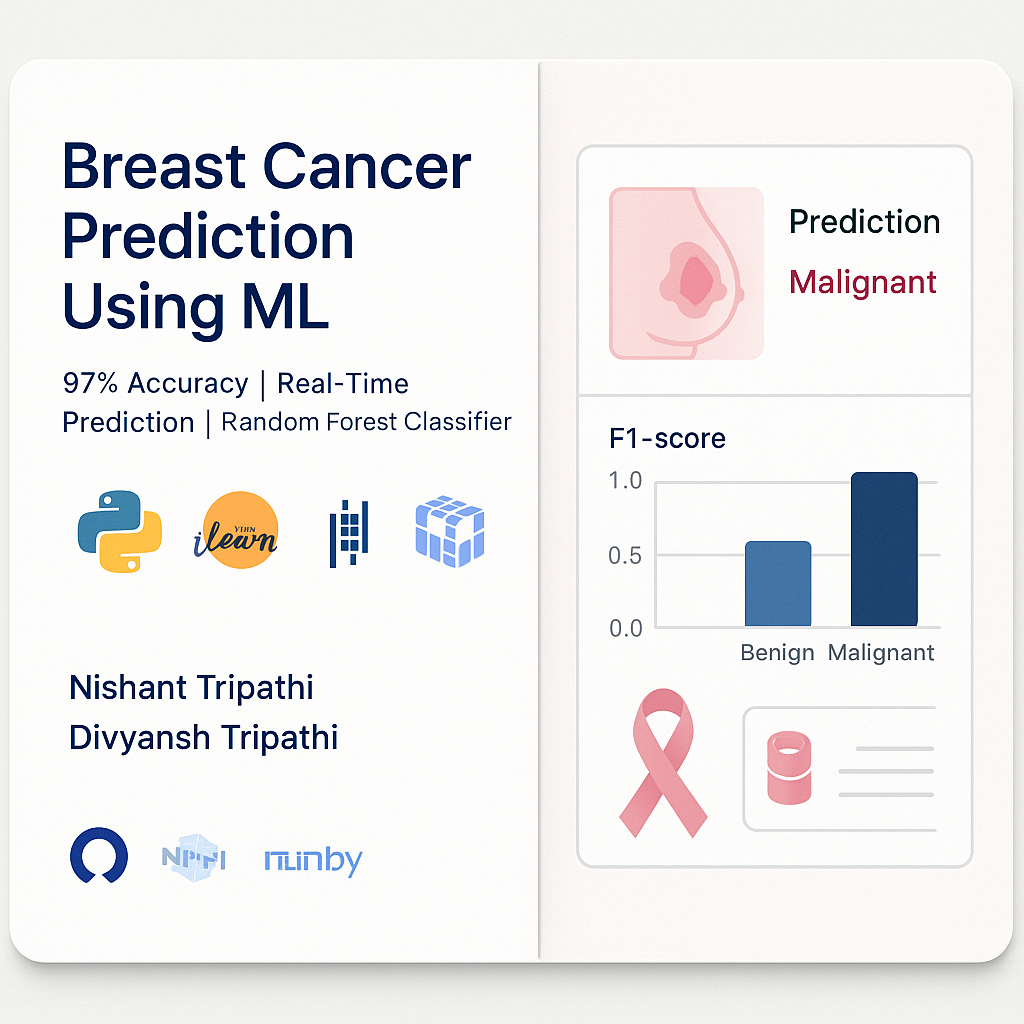 Breast Cancer
Prediction
Using ML
97% Accuracy | Real-Time
Prediction | Random Forest Classifier
ilewn
Nishant Tripathi
Divyansh Tripathi
Prediction
Malignant
F1-score
1.0
0.5
0.0
Benign Malignant